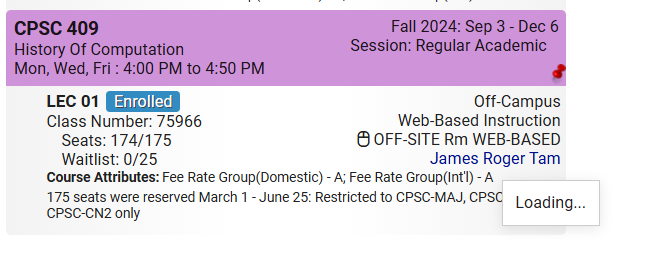 CPSC 409
Fall 2024: Sep 3 - Dec 6
History Of Computation
Session: Regular Academic
Mon, Wed, Fri : 4:00 PM to 4:50 PM
LEC 01 Enrolled
Off-Campus
Class Number: 75966
Web-Based Instruction
Seats: 174/175
OFF-SITE Rm WEB-BASED
Waitlist: 0/25
James Roger Tam
Course Attributes: Fee Rate Group(Domestic) - A; Fee Rate Group(Int'l) - A
175 seats were reserved March 1 - June 25: Restricted to CPSC-MAJ, CPSC
CPSC-CN2 only
Loading...